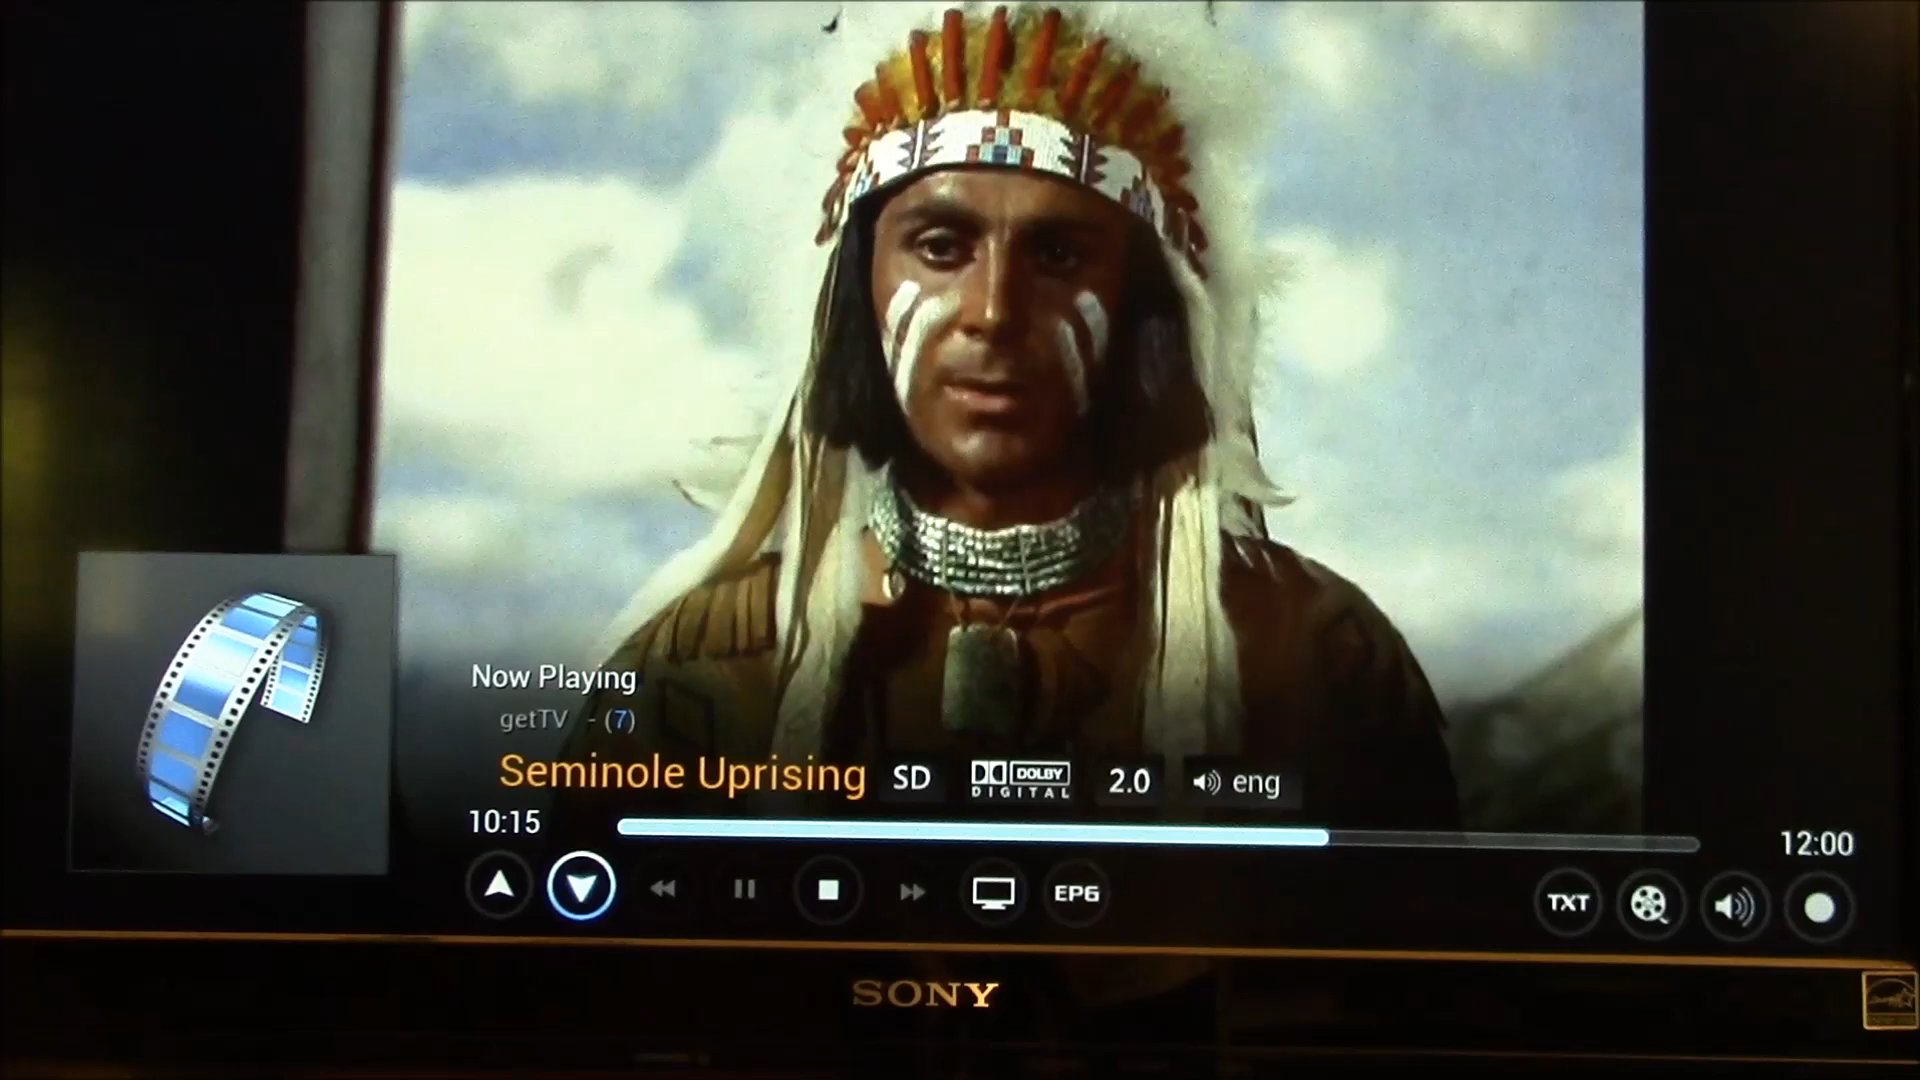 Now Playing
getTV - (7)
Seminole Uprising SD DOLBY DIGITAL 2.0 eng
10:15 12:00
EPG TXT
SONY